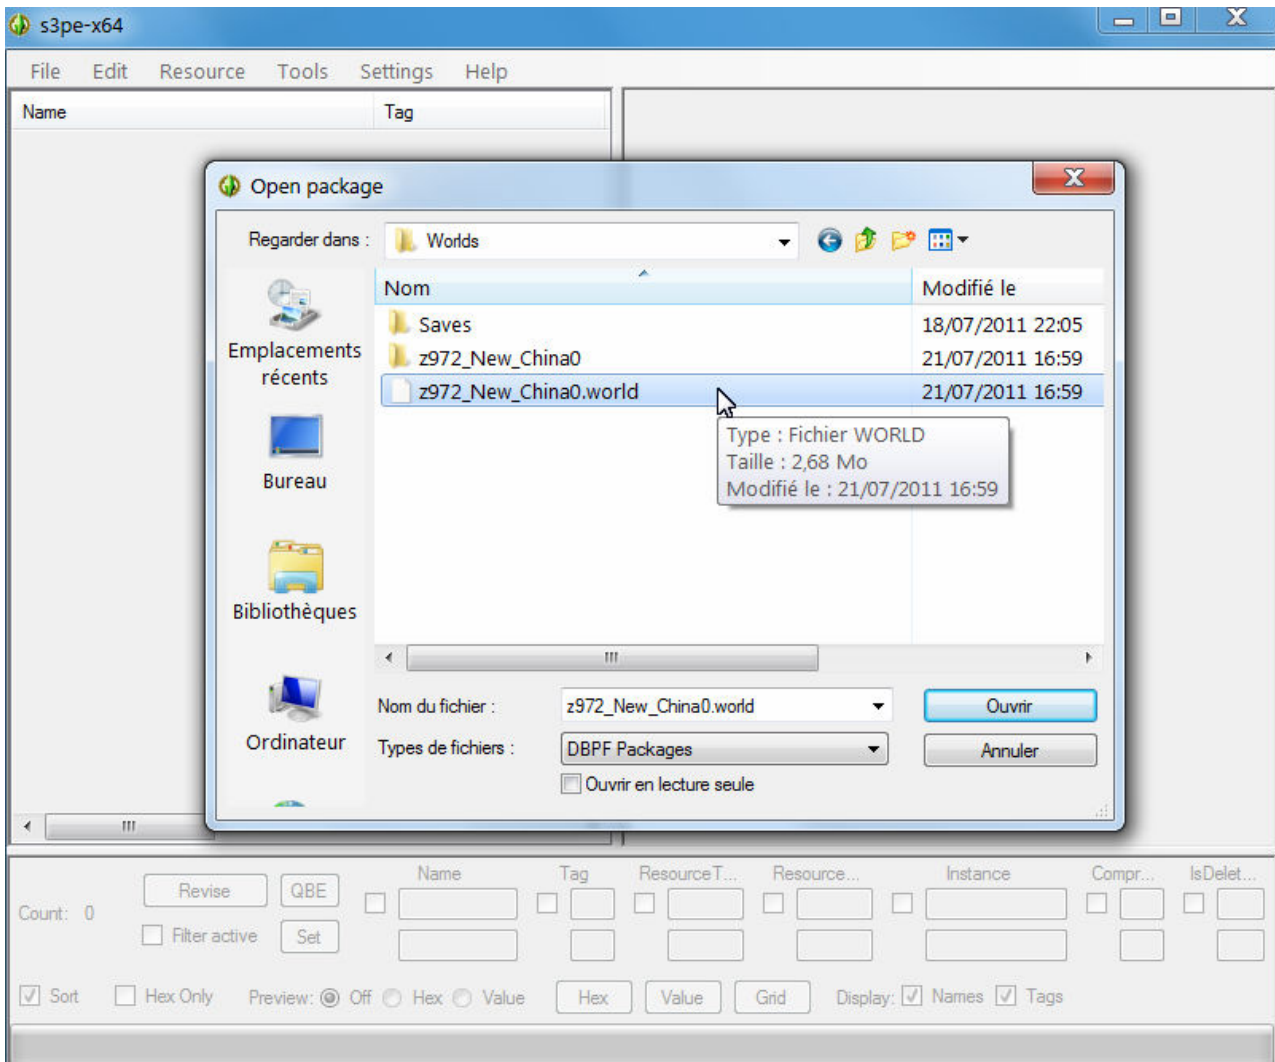 s3pe-x64
File Edit Resource Tools Settings Help
Name Tag
Open package
Regarder dans : Worlds
Nom Modifié le
Saves 18/07/2011 22:05
z972_New_China0 21/07/2011 16:59
z972_New_China0.world 21/07/2011 16:59
Type : Fichier WORLD
Taille : 2,68 Mo
Modifié le : 21/07/2011 16:59
Emplacements
récents
Bureau
Bibliothèques
Ordinateur
Nom du fichier : z972_New_China0.world Ouvrir
Types de fichiers : DBPF Packages Annuler
Ouvrir en lecture seule
Name Tag ResourceT... Resource... Instance Compr... IsDelet...
Revise QBE
Count: 0
Filter active Set
Sort Hex Only Preview: Off Hex Value Hex Value Grid Display: Names Tags